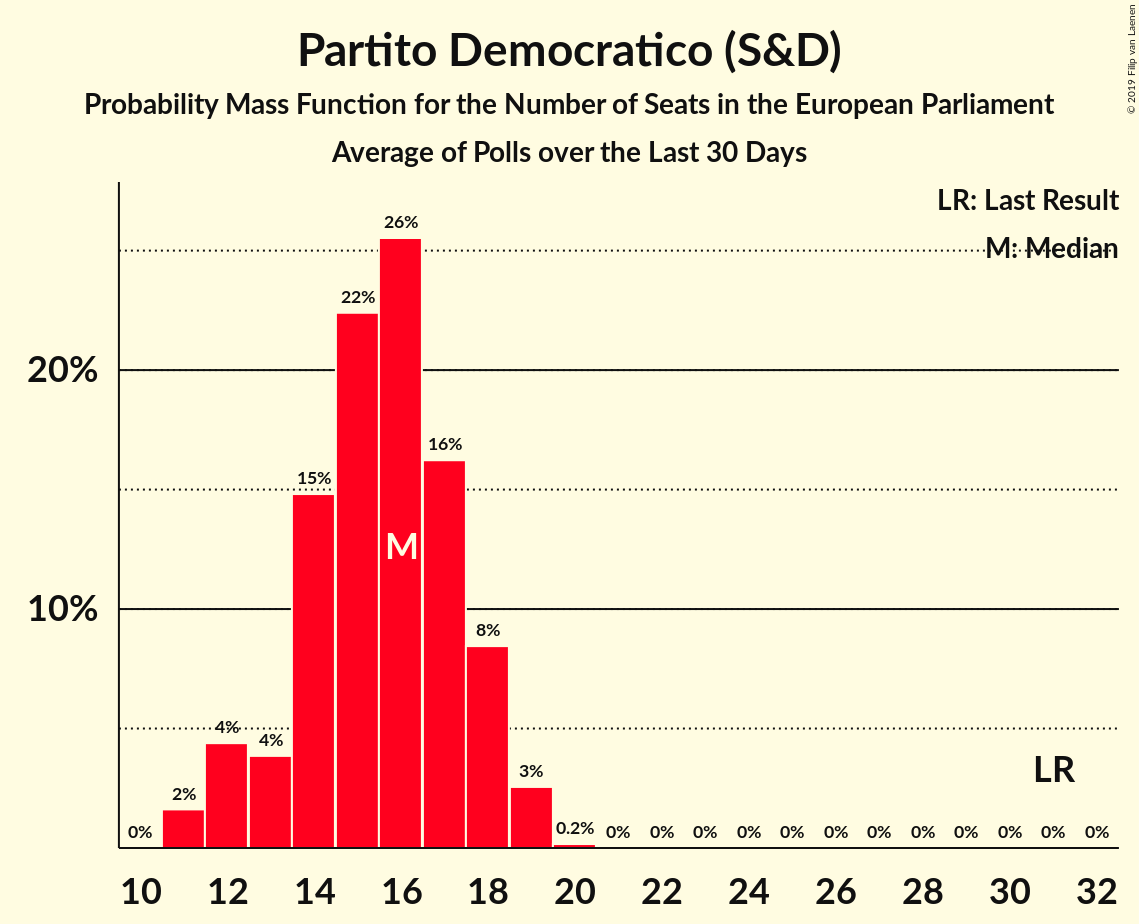 Partito Democratico (S&D)
Probability Mass Function for the Number of Seats in the European Parliament
Average of Polls over the Last 30 Days
© 2019 Filip van Laenen
LR: Last Result
M: Median
26%
22%
20%
16%
15%
M
10%
8%
4%
4%
3%
LR
2%
0% 0.2% 0% 0% 0% 0% 0% 0% 0% 0% 0% 0% 0% 0%
10 12 14 16 18 20 22 24 26 28 30 32